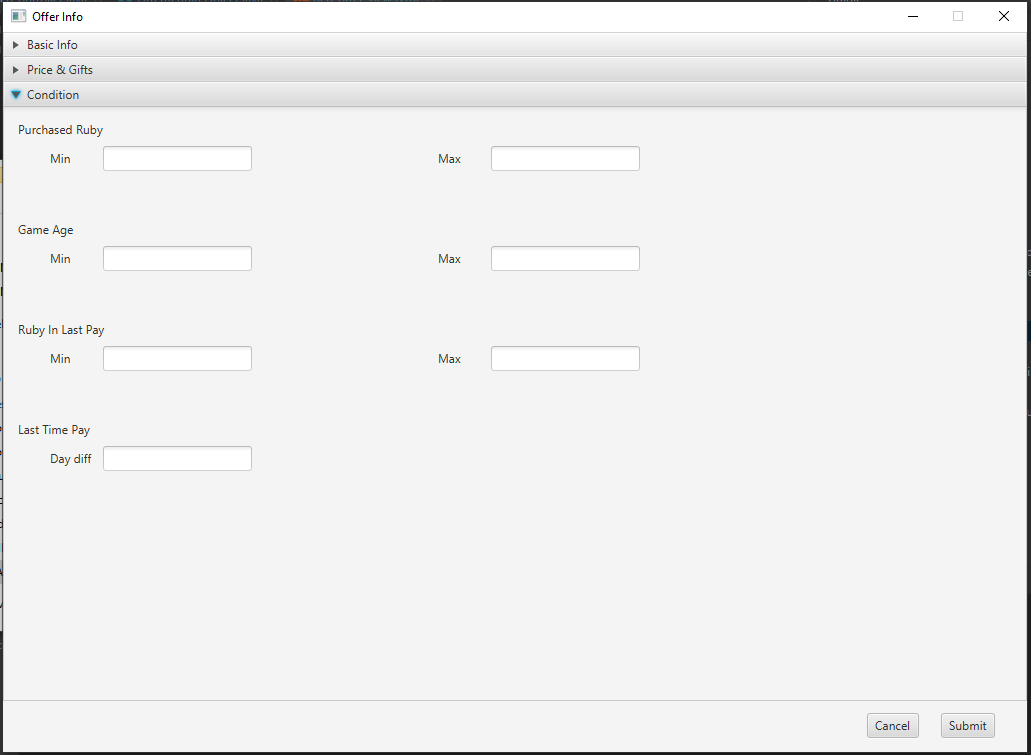 Offer Info
Basic Info
Price & Gifts
Condition
Purchased Ruby
Min Max
Game Age
Min Max
Ruby In Last Pay
Min Max
Last Time Pay
Day diff
Cancel Submit